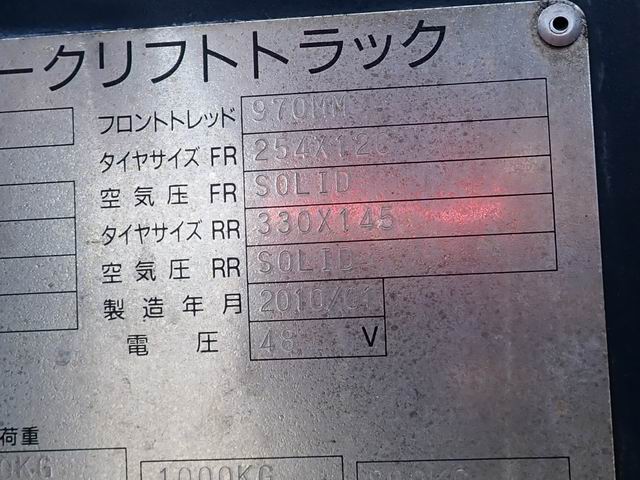 ークリフトトラック
フロントトレッド 970MM
タイヤサイズ FR
空気圧 FR SOLID
タイヤサイズ RR 330X145
空気圧 RR SOLID
製造年月
電圧 48 V
荷重
0KG 1000KG